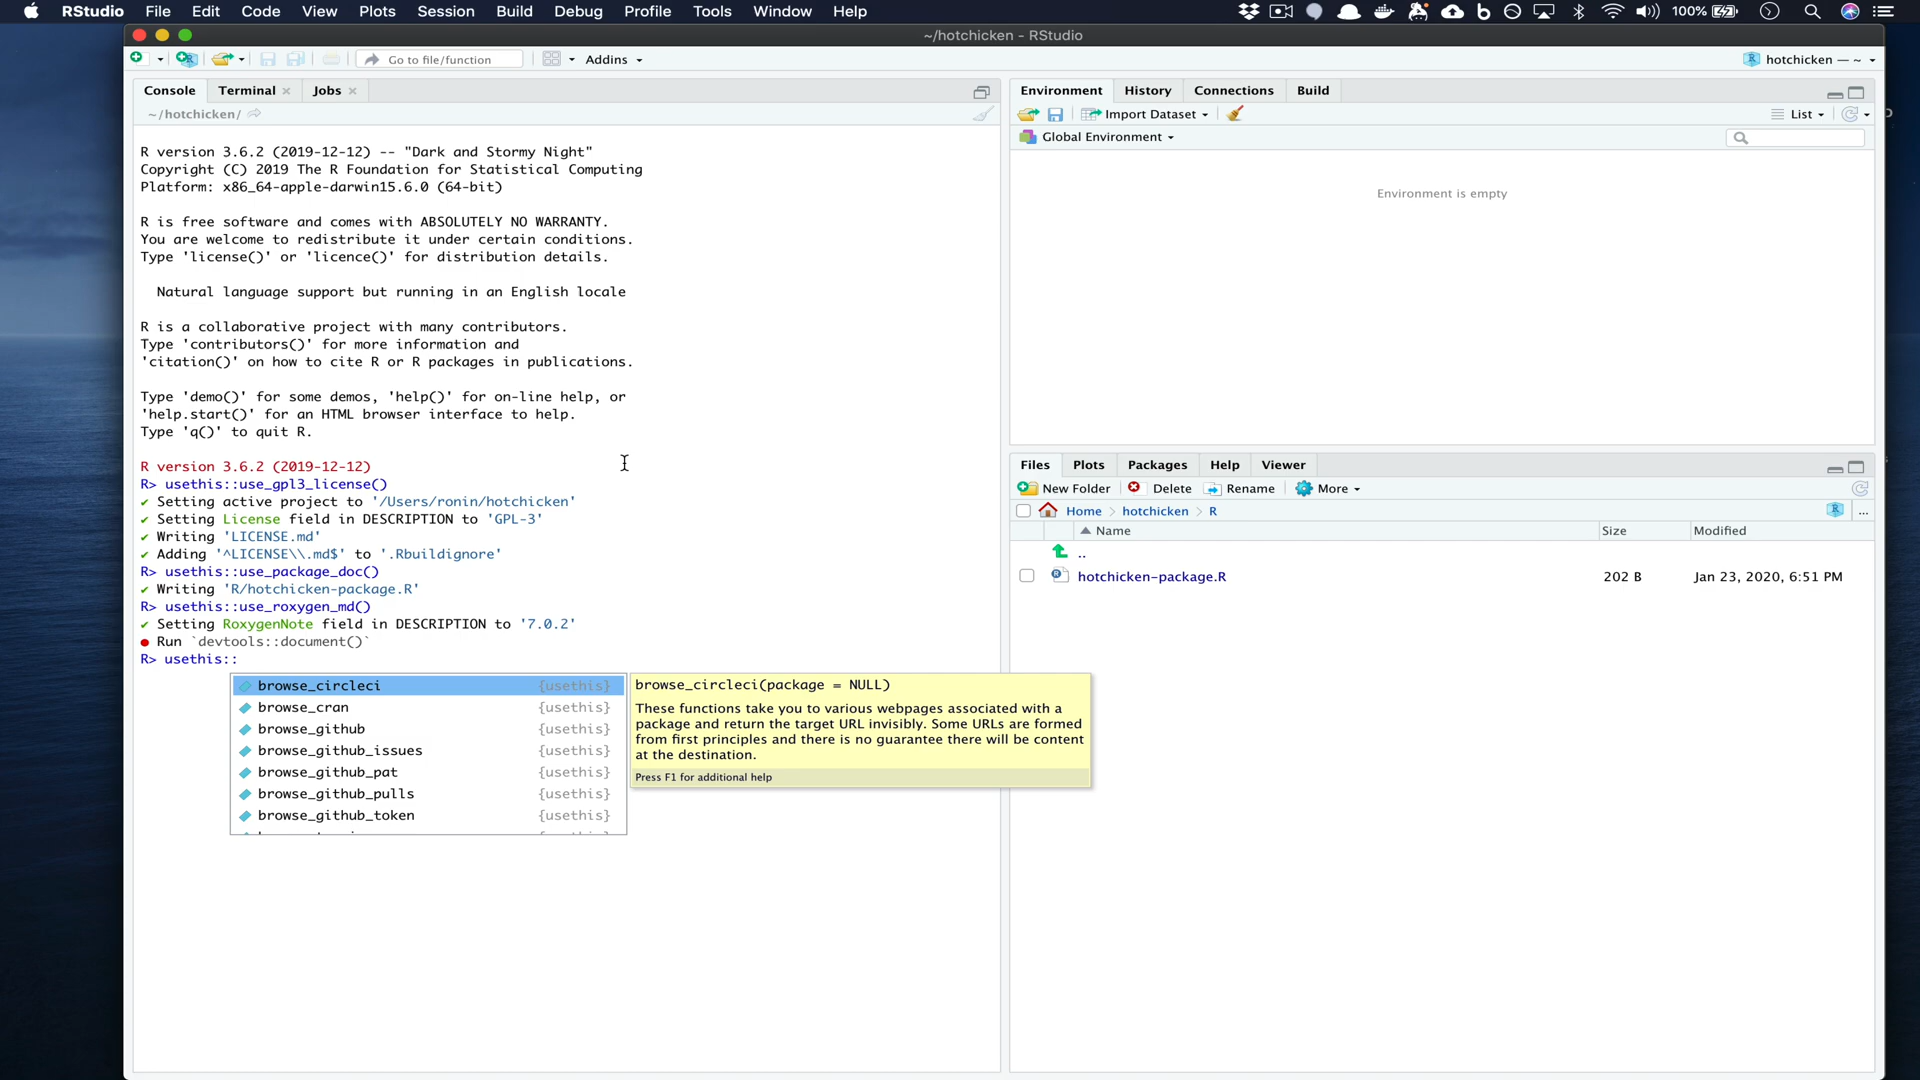 RStudio File Edit Code View Plots Session Build Debug Profile Tools Window Help 100%
~/hotchicken - RStudio
Go to file/function Addins hotchicken — ~
Console Terminal Jobs
~/hotchicken/
R version 3.6.2 (2019-12-12) -- "Dark and Stormy Night"
Copyright (C) 2019 The R Foundation for Statistical Computing
Platform: x86_64-apple-darwin15.6.0 (64-bit)
R is free software and comes with ABSOLUTELY NO WARRANTY.
You are welcome to redistribute it under certain conditions.
Type 'license()' or 'licence()' for distribution details.
Natural language support but running in an English locale
R is a collaborative project with many contributors.
Type 'contributors()' for more information and
'citation()' on how to cite R or R packages in publications.
Type 'demo()' for some demos, 'help()' for on-line help, or
'help.start()' for an HTML browser interface to help.
Type 'q()' to quit R.
R version 3.6.2 (2019-12-12)
R> usethis::use_gpl3_license()
✔ Setting active project to '/Users/ronin/hotchicken'
✔ Setting License field in DESCRIPTION to 'GPL-3'
✔ Writing 'LICENSE.md'
✔ Adding '^LICENSE\\.md$' to '.Rbuildignore'
R> usethis::use_package_doc()
✔ Writing 'R/hotchicken-package.R'
R> usethis::use_roxygen_md()
✔ Setting RoxygenNote field in DESCRIPTION to '7.0.2'
● Run `devtools::document()`
R> usethis::
browse_circleci {usethis}
browse_cran {usethis}
browse_github {usethis}
browse_github_issues {usethis}
browse_github_pat {usethis}
browse_github_pulls {usethis}
browse_github_token {usethis}
browse_circleci(package = NULL)
These functions take you to various webpages associated with a
package and return the target URL invisibly. Some URLs are formed
from first principles and there is no guarantee there will be content
at the destination.
Press F1 for additional help
Environment History Connections Build
Import Dataset List
Global Environment
Environment is empty
Files Plots Packages Help Viewer
New Folder Delete Rename More
Home hotchicken R ...
Name Size Modified
..
hotchicken-package.R 202 B Jan 23, 2020, 6:51 PM